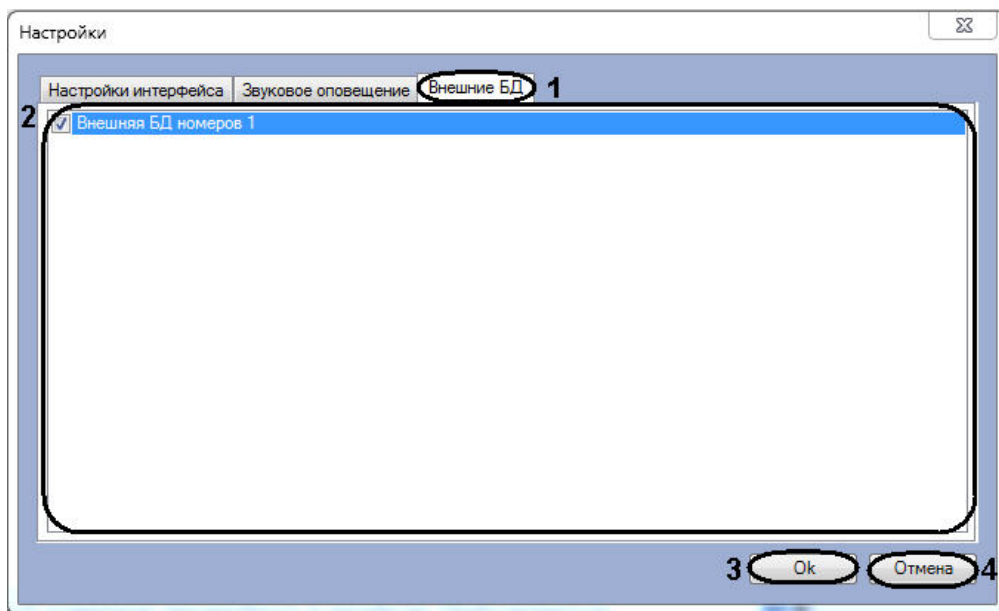 Настройки
Настройки интерфейса Звуковое оповещение Внешние БД 1
2
Внешняя БД номеров 1
3 Ok Отмена 4